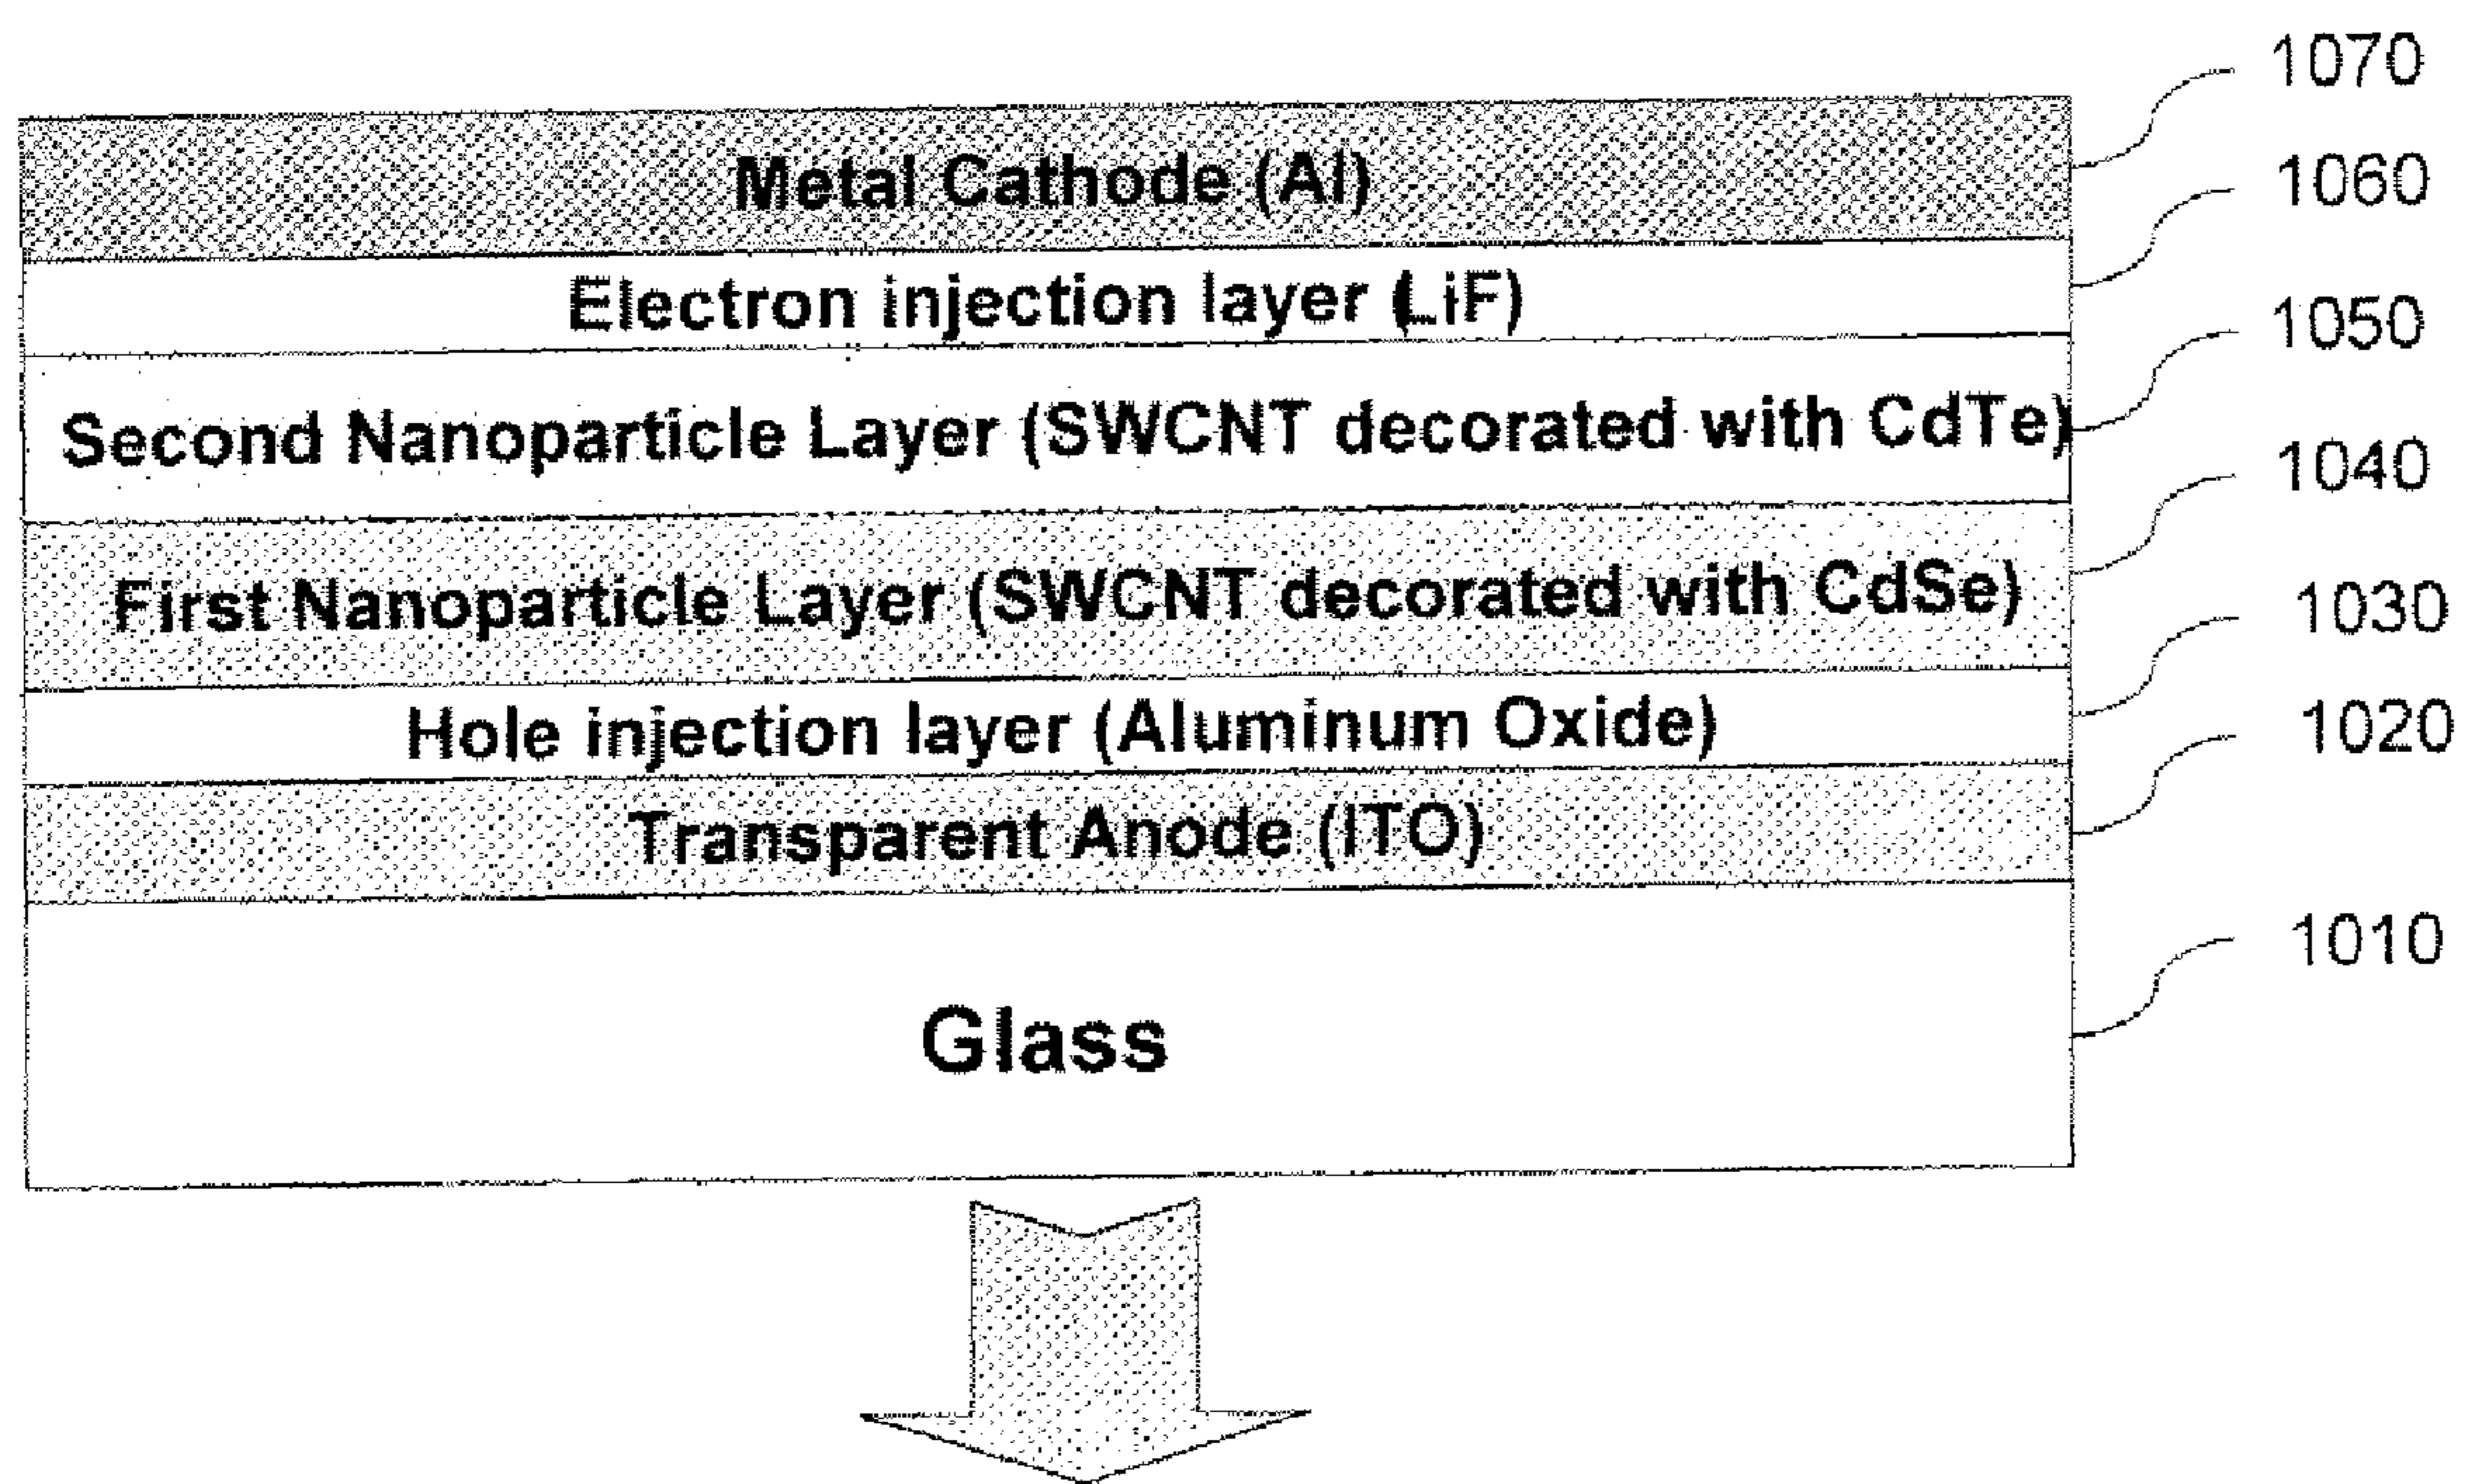 1070
Metal Cathode (Al)
1060
Electron injection layer (LiF)
1050
Second Nanoparticle Layer (SWCNT decorated with CdTe)
1040
First Nanoparticle Layer (SWCNT decorated with CdSe)
1030
Hole injection layer (Aluminum Oxide)
1020
Transparent Anode (ITO)
1010
Glass